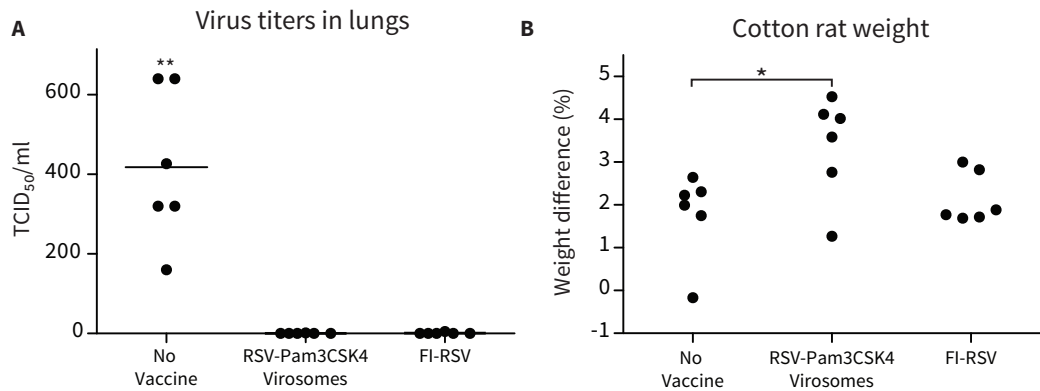 A
Virus titers in lungs
**
600
400
200
0
TCID50/ml
No
Vaccine
RSV-Pam3CSK4
Virosomes
FI-RSV
B
Cotton rat weight
*
5
4
3
2
1
0
-1
Weight difference (%)
No
Vaccine
RSV-Pam3CSK4
Virosomes
FI-RSV